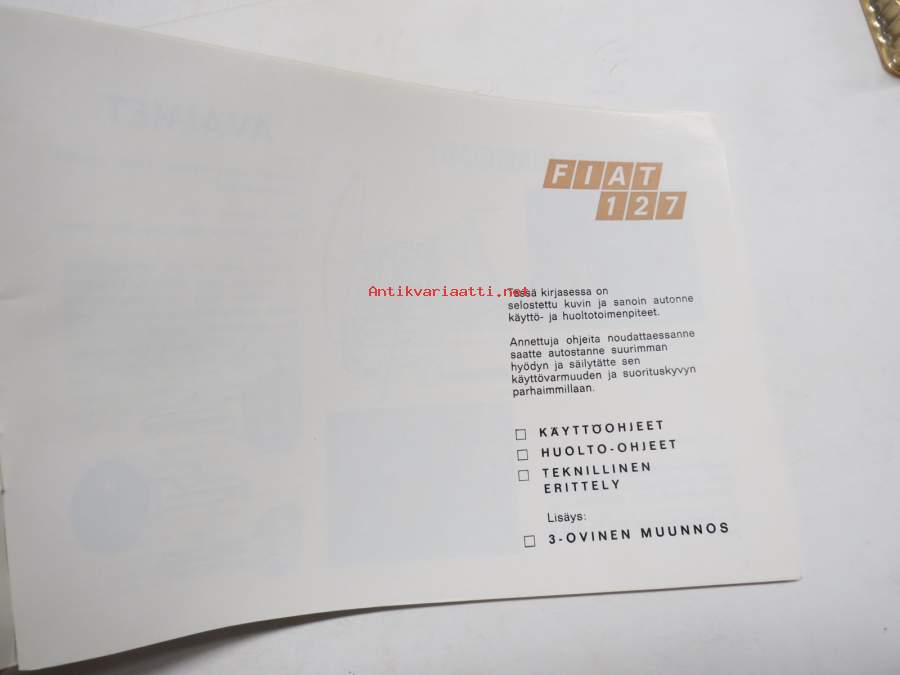 FIAT
127
Antikvariaatti.net
Tässä kirjasessa on
selostettu kuvin ja sanoin autonne
käyttö- ja huoltotoimenpiteet.
Annettuja ohjeita noudattaessanne
saatte autostanne suurimman
hyödyn ja säilytätte sen
käyttövarmuuden ja suorituskyvyn
parhaimmillaan.
KÄYTTÖOHJEET
HUOLTO-OHJEET
TEKNILLINEN
ERITTELY
Lisäys:
3-OVINEN MUUNNOS